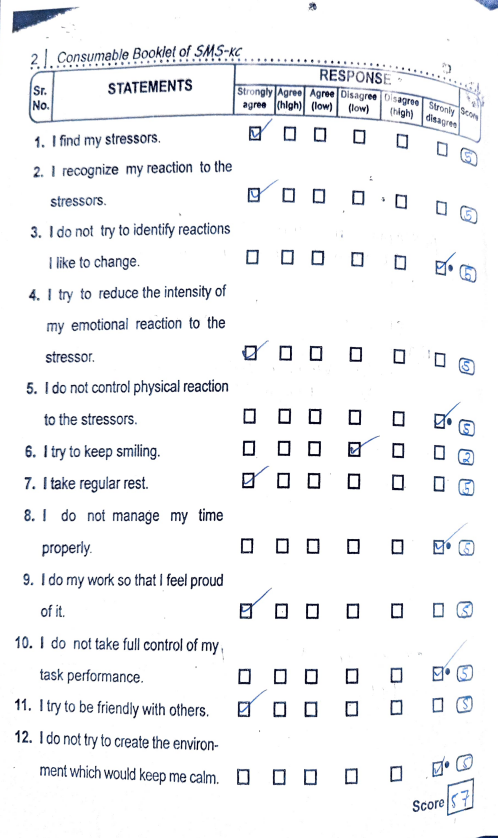 2 | Consumable Booklet of SMS-KC
Sr. No. STATEMENTS RESPONSE Score
Strongly agree Agree (high) Agree (low) Disagree (low) Disagree (high) Stronly disagree
1. I find my stressors. 5
2. I recognize my reaction to the
stressors. 5
3. I do not try to identify reactions
I like to change. 5
4. I try to reduce the intensity of
my emotional reaction to the
stressor. 5
5. I do not control physical reaction
to the stressors. 5
6. I try to keep smiling. 2
7. I take regular rest. 5
8. I do not manage my time
properly. 5
9. I do my work so that I feel proud
of it. 5
10. I do not take full control of my
task performance. 5
11. I try to be friendly with others. 5
12. I do not try to create the environ-
ment which would keep me calm. 5
Score 57